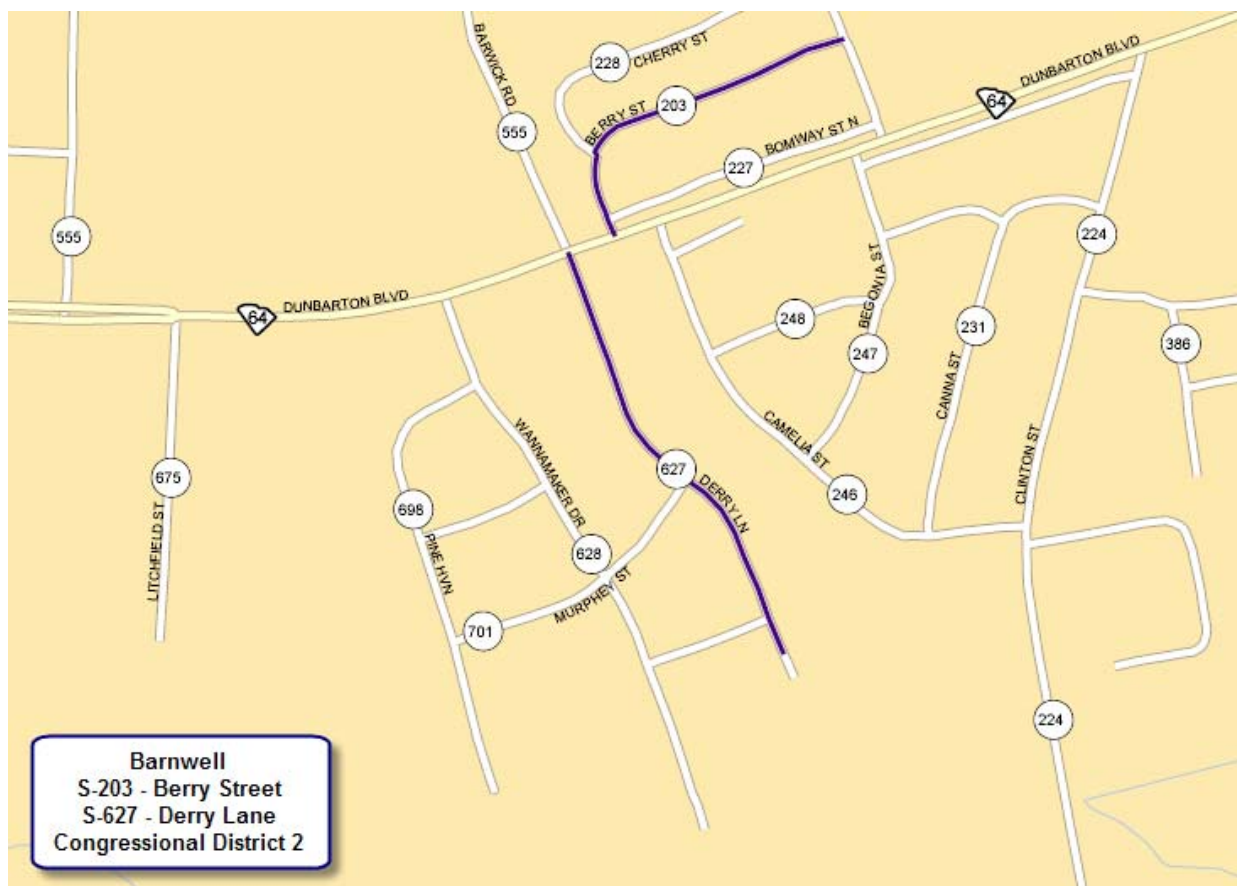 BARWICK RD
CHERRY ST
228
DUNBARTON BLVD
64
203
BERRY ST
555
BOMWAY ST N
227
555
224
BEGONIA ST
DUNBARTON BLVD
64
248
231
386
247
CANNA ST
CAMELIA ST
WANNAMAKER DR
627
DERRY LN
CLINTON ST
675
246
698
LITCHFIELD ST
PINE HVN
628
MURPHEY ST
701
224
Barnwell
S-203 - Berry Street
S-627 - Derry Lane
Congressional District 2